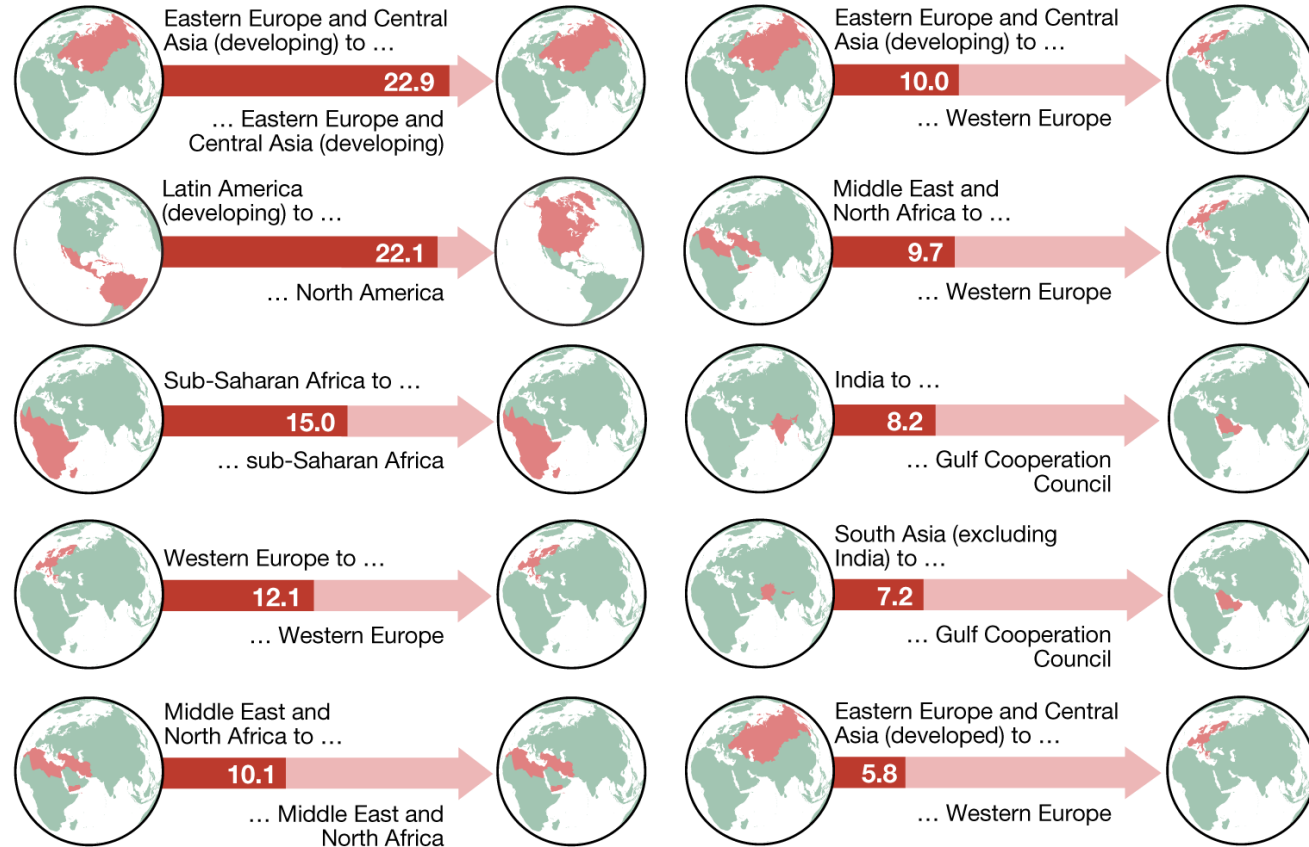 Eastern Europe and Central
Asia (developing) to …
22.9
… Eastern Europe and
Central Asia (developing)
Latin America
(developing) to …
22.1
… North America
Sub-Saharan Africa to …
15.0
… sub-Saharan Africa
Western Europe to …
12.1
… Western Europe
Middle East and
North Africa to …
10.1
… Middle East and
North Africa
Eastern Europe and Central
Asia (developing) to …
10.0
… Western Europe
Middle East and
North Africa to …
9.7
… Western Europe
India to …
8.2
… Gulf Cooperation
Council
South Asia (excluding
India) to …
7.2
… Gulf Cooperation
Council
Eastern Europe and Central
Asia (developed) to …
5.8
… Western Europe